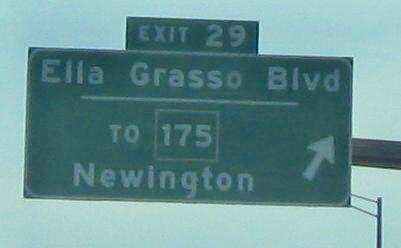 EXIT 29
Ella Grasso Blvd
TO 175
Newington